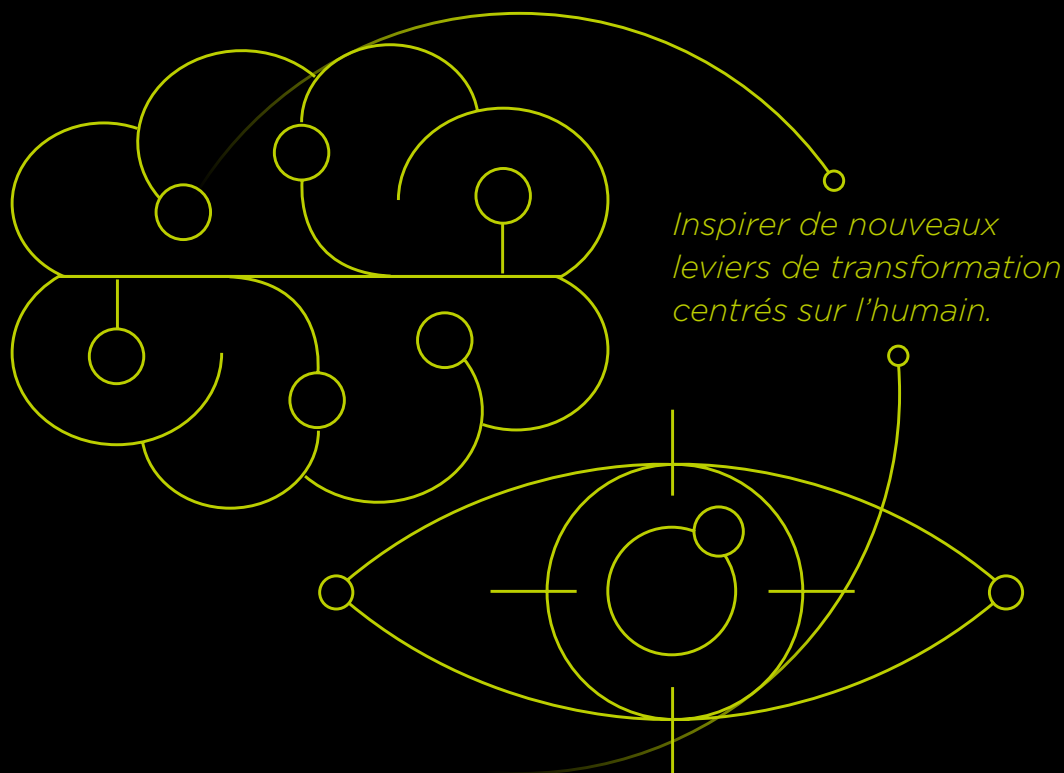 Inspirer de nouveaux
leviers de transformation
centrés sur l’humain.